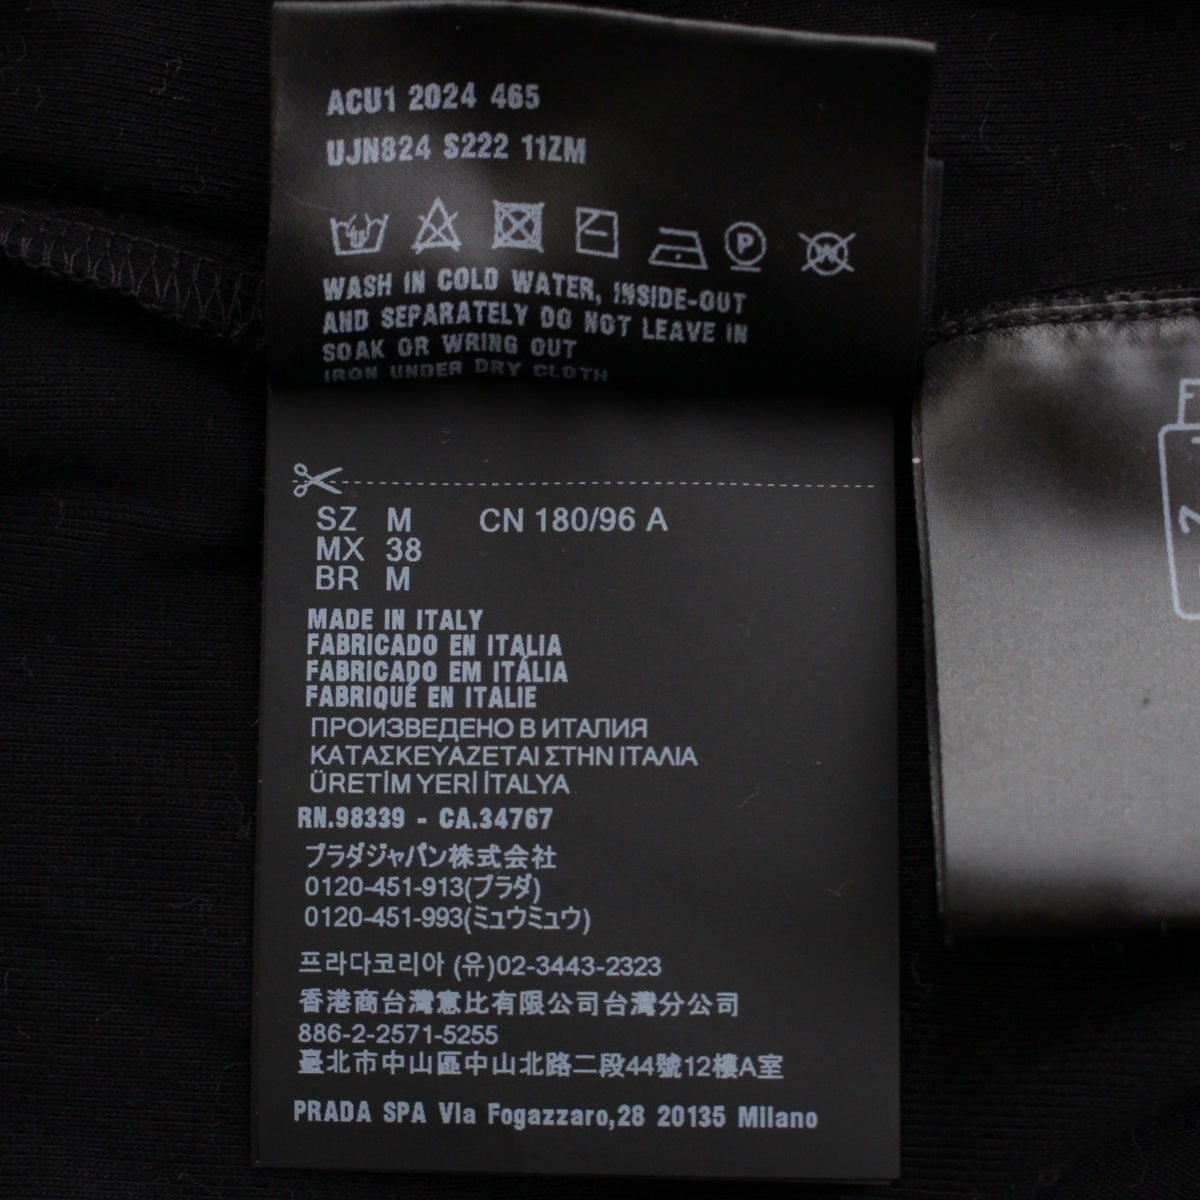 ACU1 2024 465
UJN824 S222 11ZM
P
W
WASH IN COLD WATER, INSIDE-OUT
AND SEPARATELY DO NOT LEAVE IN
SOAK OR WRING OUT
IRON UNDER DRY CLOTH
SZ M CN 180/96 A
MX 38
BR M
MADE IN ITALY
FABRICADO EN ITALIA
FABRICADO EM ITÁLIA
FABRIQUÉ EN ITALIE
ПРОИЗВЕДЕНО В ИТАЛИЯ
ΚΑΤΑΣΚΕΥΑΖΕΤΑΙ ΣΤΗΝ ΙΤΑΛΙΑ
ÜRETİM YERİ İTALYA
RN.98339 - CA.34767
プラダジャパン株式会社
0120-451-913(プラダ)
0120-451-993(ミュウミュウ)
프라다코리아 (유)02-3443-2323
香港商台灣意比有限公司台灣分公司
886-2-2571-5255
臺北市中山區中山北路二段44號12樓A室
PRADA SPA Via Fogazzaro,28 20135 Milano